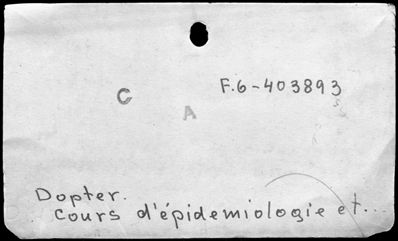 F.6-403893
C
A
Dopter.
Cours d'épidemiologie et...